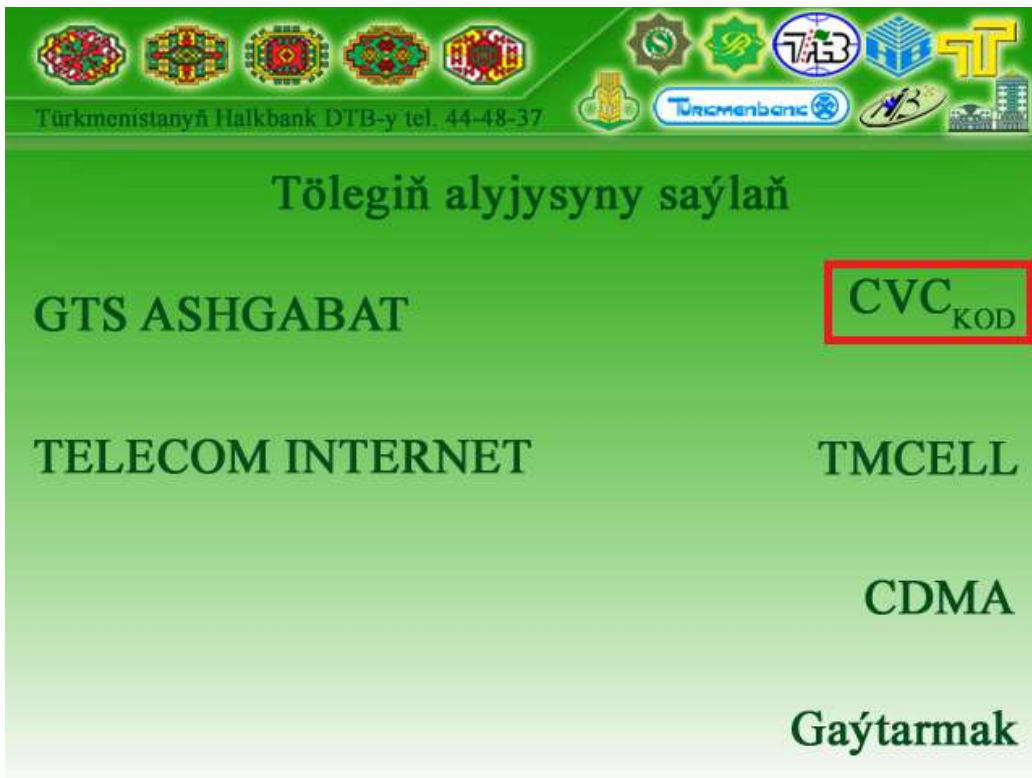 Türkmenistanyň Halkbank DTB-y tel. 44-48-37
Türkmenbank
Tölegiň alyjysyny saýlaň
GTS ASHGABAT
CVC KOD
TELECOM INTERNET
TMCELL
CDMA
Gaýtarmak